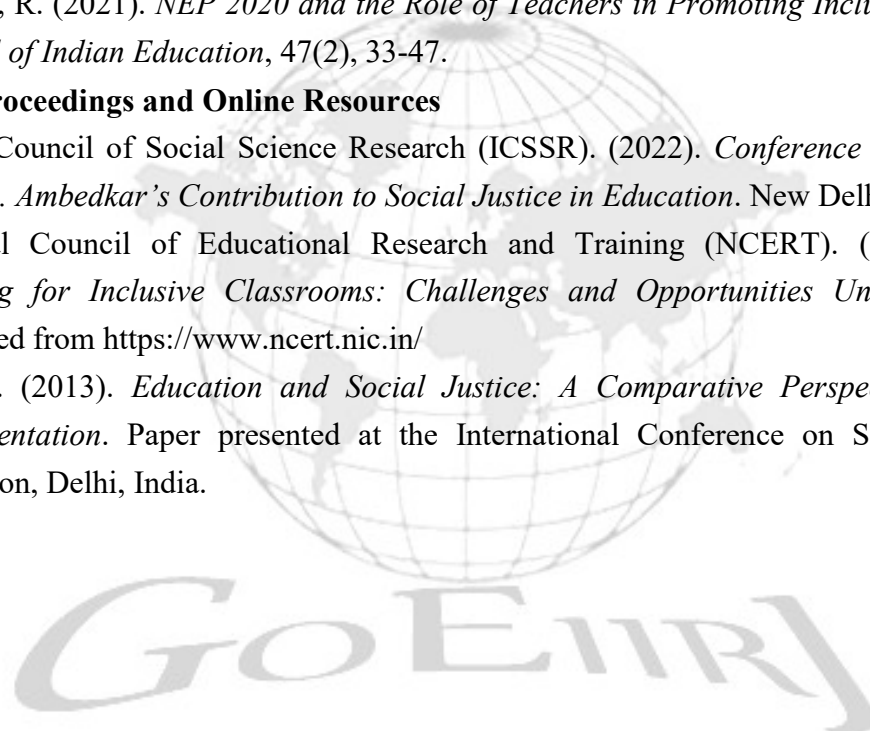 , R. (2021). NEP 2020 and the Role of Teachers in Promoting Inclu
l of Indian Education, 47(2), 33-47.
roceedings and Online Resources
Council of Social Science Research (ICSSR). (2022). Conference
. Ambedkar’s Contribution to Social Justice in Education. New Delh
al Council of Educational Research and Training (NCERT). (
g for Inclusive Classrooms: Challenges and Opportunities Un
ed from https://www.ncert.nic.in/
. (2013). Education and Social Justice: A Comparative Perspe
entation. Paper presented at the International Conference on S
on, Delhi, India.
GOEIIRJ